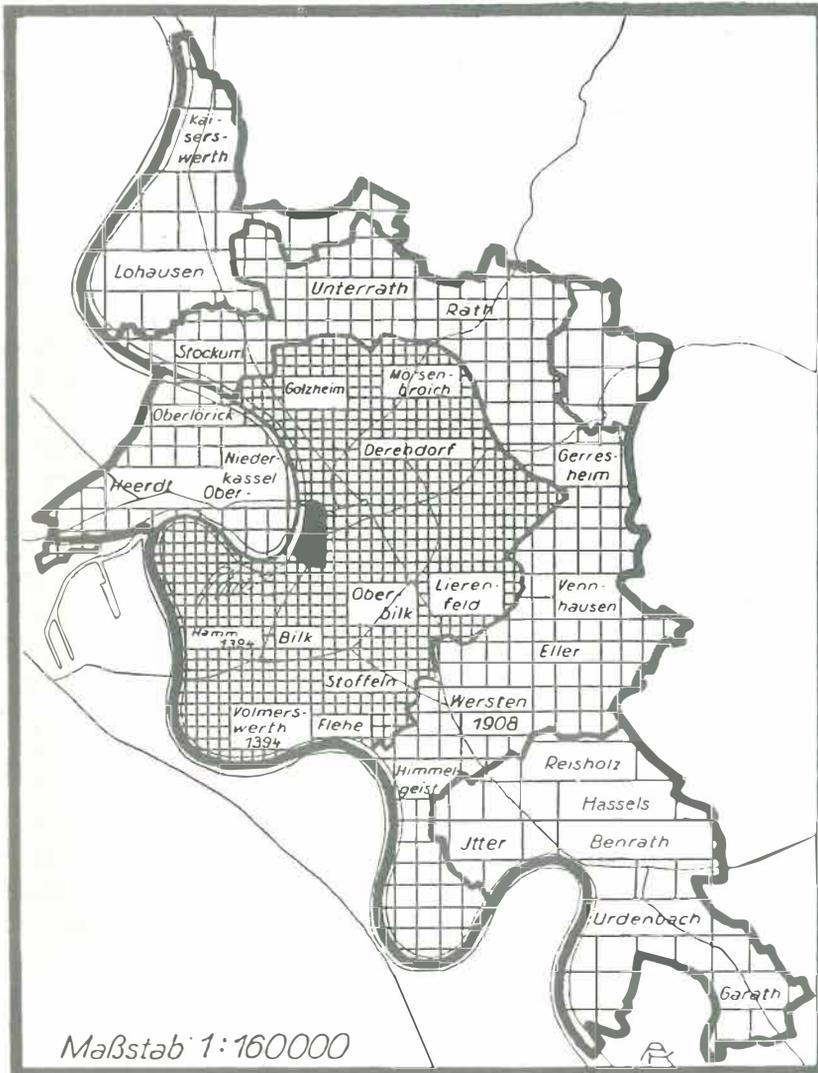 Kai-
sers-
werth
Lohausen
Unterrath
Rath
Stockum
Golzheim
Mörsen-
broich
Oberlörick
Derendorf
Nieder-
kassel
Gerres-
heim
Heerdt
Ober-
Ober-
bilk
Lieren-
feld
Venn-
hausen
Hamm
1394
Bilk
Eller
Stoffeln
Wersten
1908
Volmers-
werth
1394
Flehe
Himmel
geist
Reisholz
Hassels
Jtter
Benrath
Urdenbach
Garath
Maßstab 1:160000